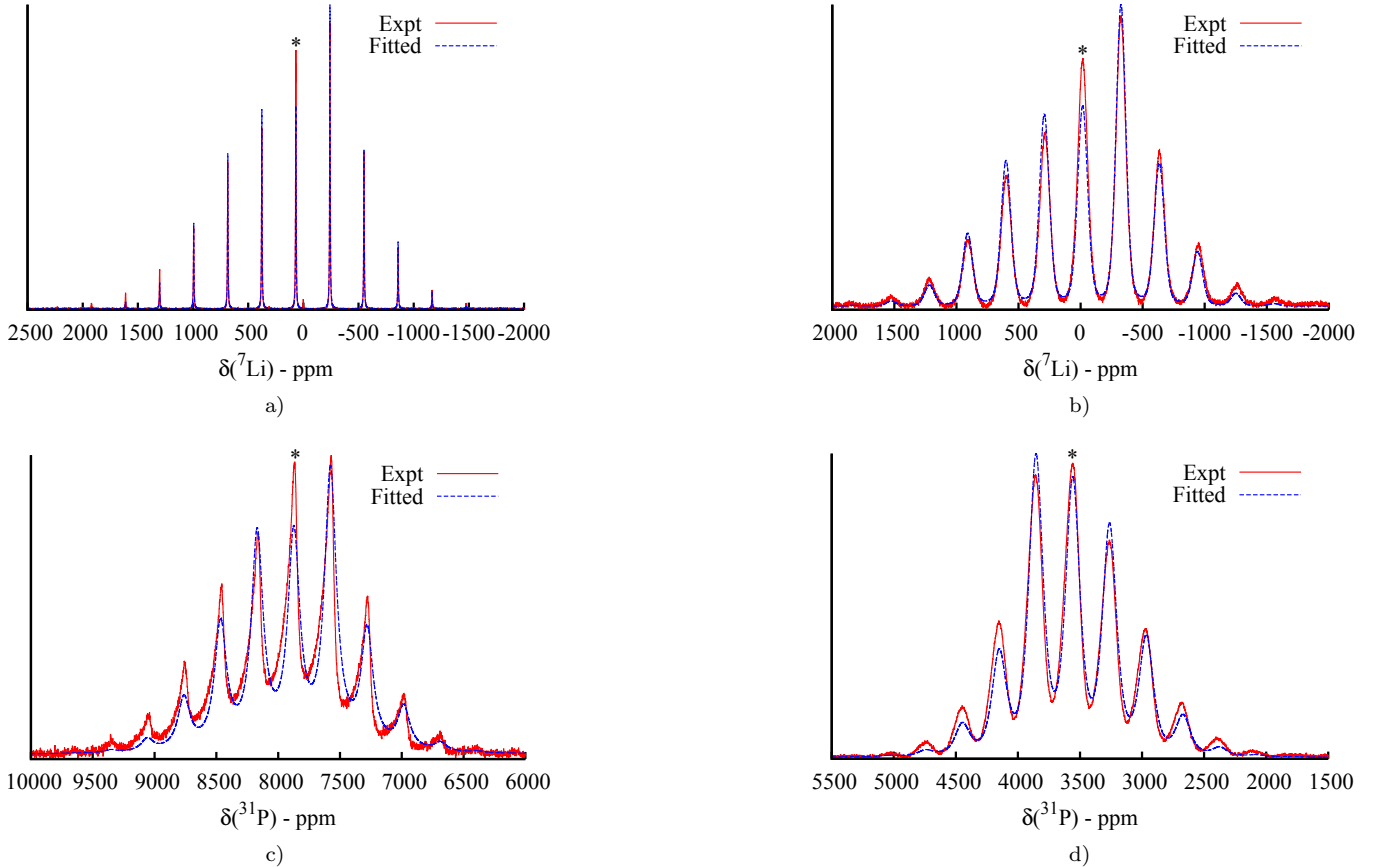 Expt
Fitted
*
2500 2000 1500 1000 500 0 -500 -1000 -1500 -2000
δ(⁷Li) - ppm
a)
Expt
Fitted
*
2000 1500 1000 500 0 -500 -1000 -1500 -2000
δ(⁷Li) - ppm
b)
Expt
Fitted
*
10000 9500 9000 8500 8000 7500 7000 6500 6000
δ(³¹P) - ppm
c)
Expt
Fitted
*
5500 5000 4500 4000 3500 3000 2500 2000 1500
δ(³¹P) - ppm
d)